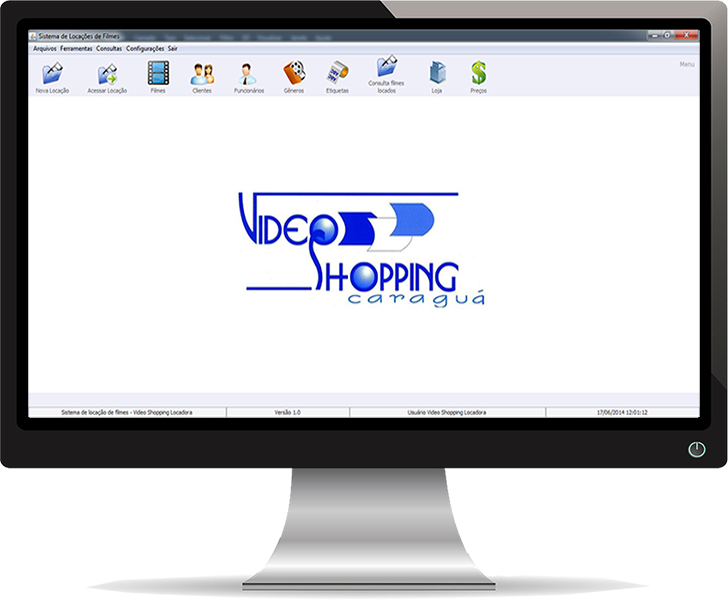 Sistema de Locações de Filmes
Arquivos Ferramentas Consultas Configurações Sair
Nova Locação Acessar Locação Filmes Clientes Funcionários Gêneros Etiquetas Consulta filmes locados Loja Preços Menu
VIDEO
SHOPPING
caraguá
Sistema de locação de filmes - Video Shopping Locadora Versão 1.0 Usuário Video Shopping Locadora 17/06/2014 12:01:12